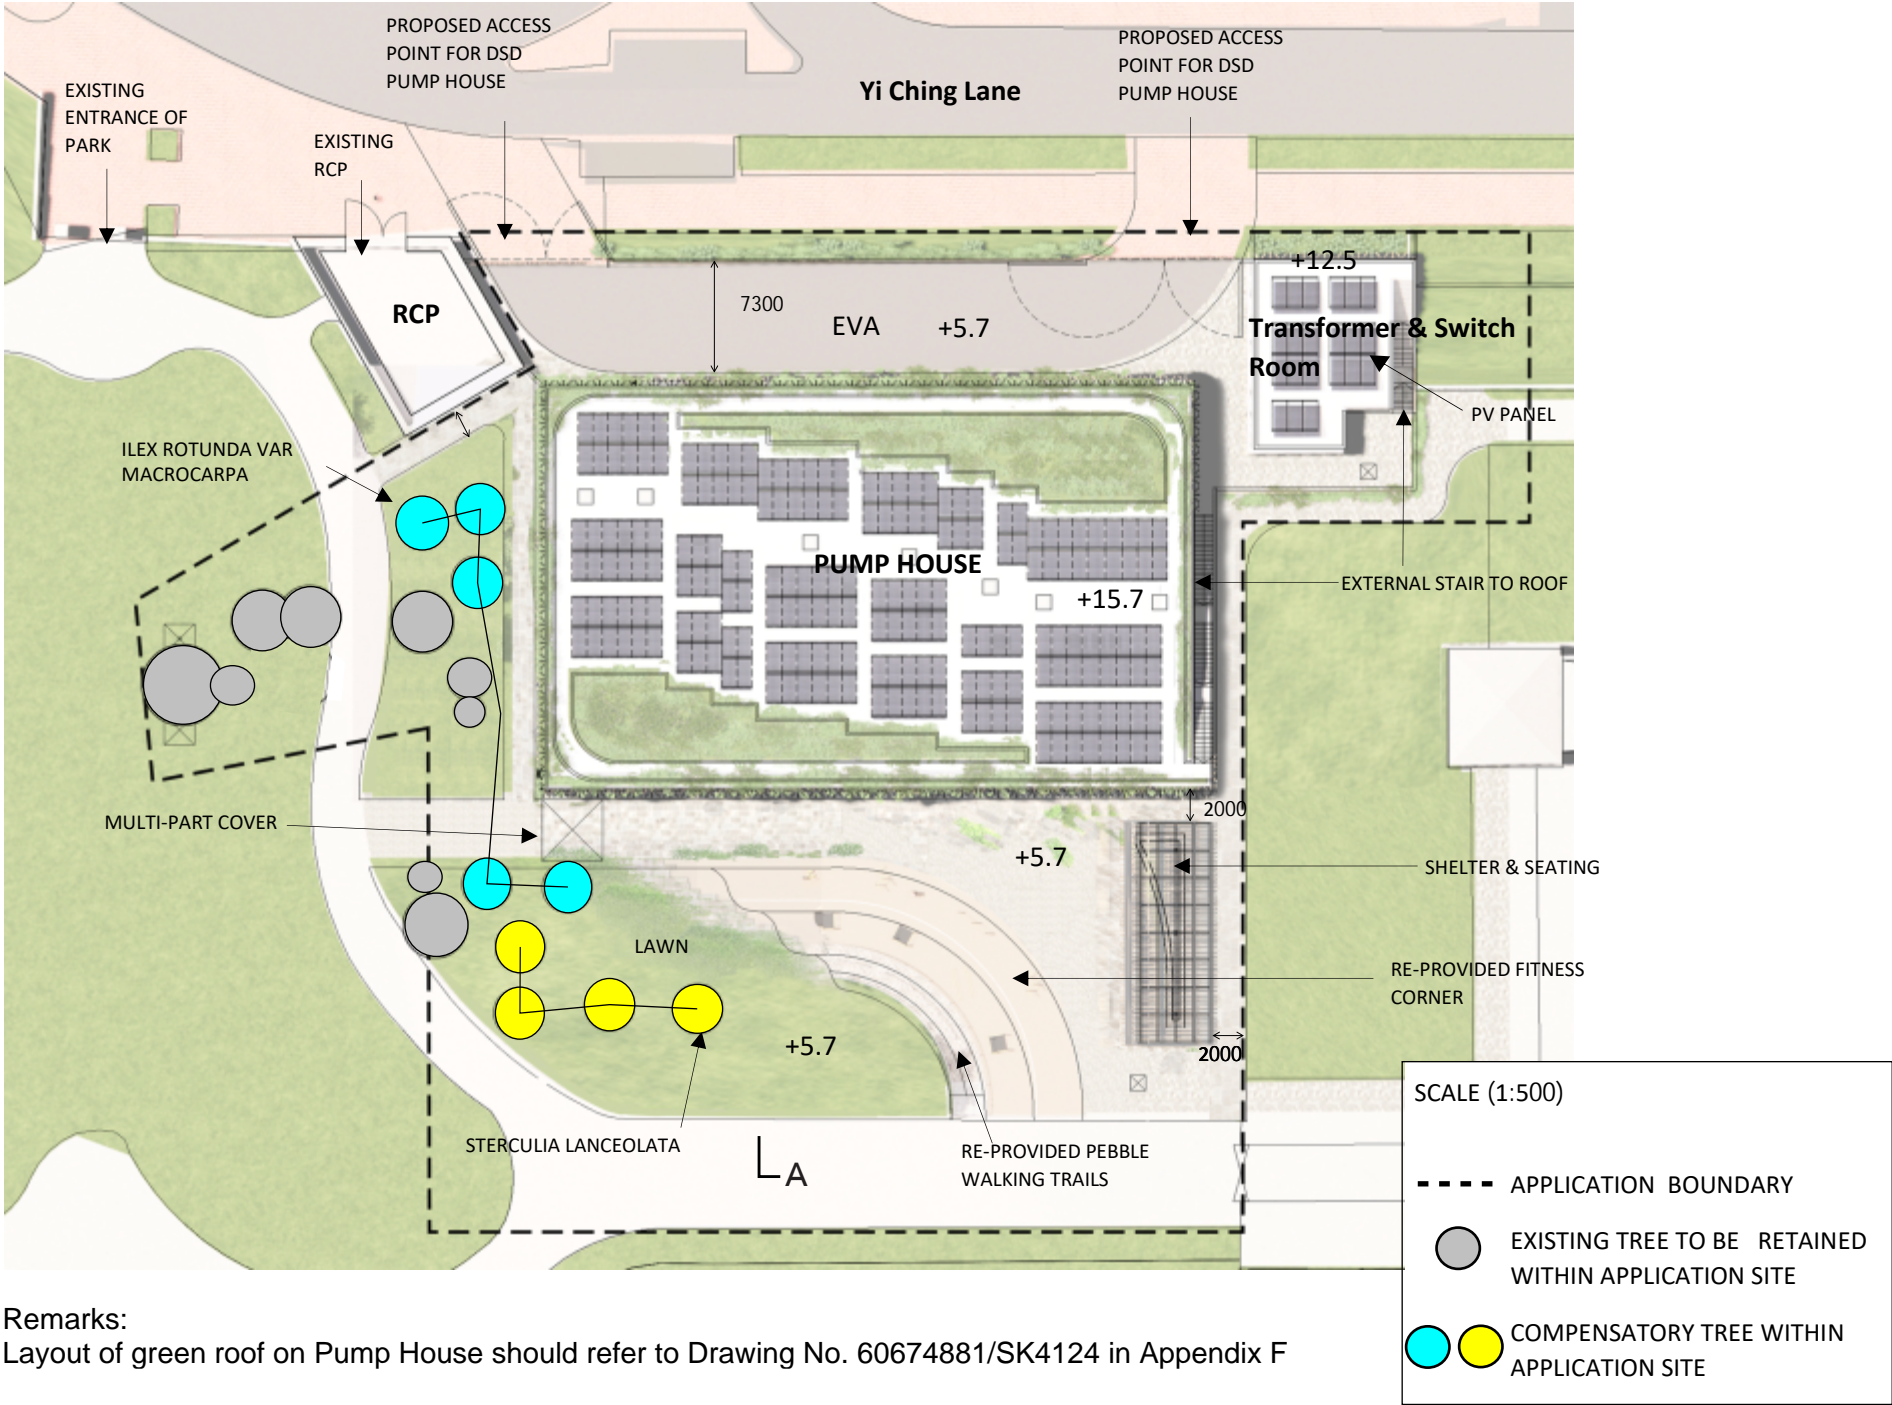 PROPOSED ACCESS
POINT FOR DSD
PUMP HOUSE
PROPOSED ACCESS
POINT FOR DSD
PUMP HOUSE
Yi Ching Lane
EXISTING
ENTRANCE OF
PARK
EXISTING
RCP
+12.5
RCP
7300
EVA
+5.7
Transformer & Switch
Room
PV PANEL
ILEX ROTUNDA VAR
MACROCARPA
PUMP HOUSE
+15.7
EXTERNAL STAIR TO ROOF
MULTI-PART COVER
2000
+5.7
SHELTER & SEATING
LAWN
RE-PROVIDED FITNESS
CORNER
+5.7
2000
STERCULIA LANCEOLATA
A
RE-PROVIDED PEBBLE
WALKING TRAILS
SCALE (1:500)
APPLICATION BOUNDARY
EXISTING TREE TO BE RETAINED
WITHIN APPLICATION SITE
COMPENSATORY TREE WITHIN
APPLICATION SITE
Remarks:
Layout of green roof on Pump House should refer to Drawing No. 60674881/SK4124 in Appendix F